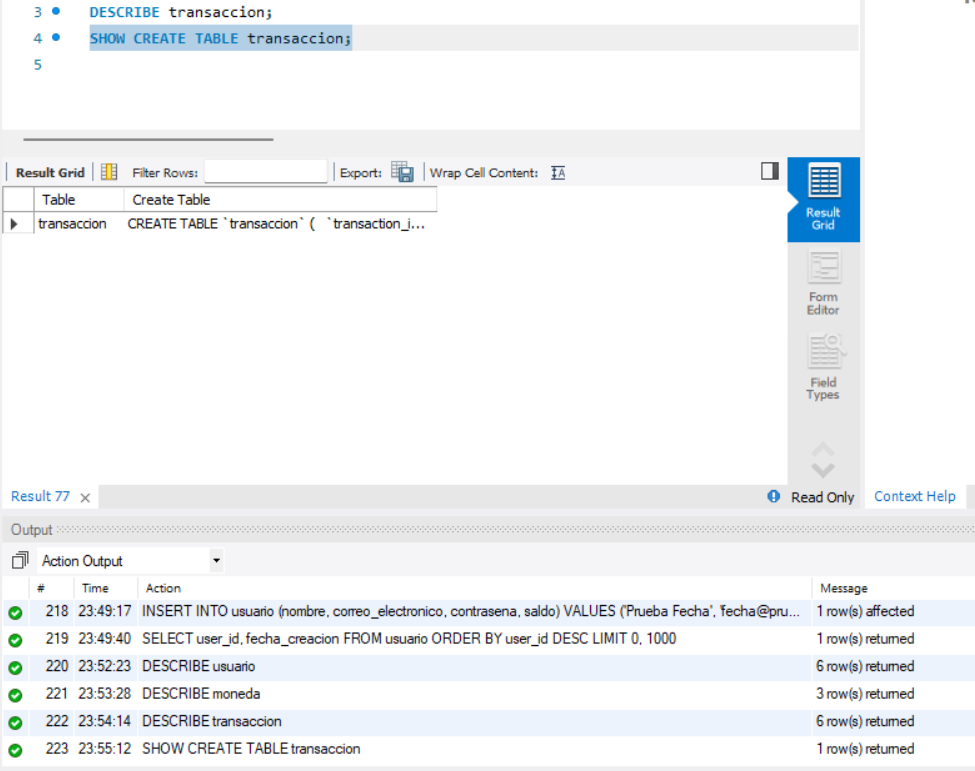 3 DESCRIBE transaccion;
4 SHOW CREATE TABLE transaccion;
5
Result Grid Filter Rows: Export: Wrap Cell Content: IA
Table Create Table
transaccion CREATE TABLE `transaccion` ( `transaction_i...
Result
Grid
Form
Editor
Field
Types
Result 77 × Read Only Context Help
Output
Action Output
# Time Action Message
218 23:49:17 INSERT INTO usuario (nombre, correo_electronico, contrasena, saldo) VALUES ('Prueba Fecha', 'fecha@pru... 1 row(s) affected
219 23:49:40 SELECT user_id, fecha_creacion FROM usuario ORDER BY user_id DESC LIMIT 0, 1000 1 row(s) returned
220 23:52:23 DESCRIBE usuario 6 row(s) returned
221 23:53:28 DESCRIBE moneda 3 row(s) returned
222 23:54:14 DESCRIBE transaccion 6 row(s) returned
223 23:55:12 SHOW CREATE TABLE transaccion 1 row(s) returned